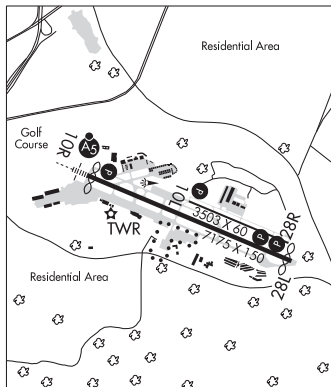 Residential Area
Golf
Course
10R
A5
P
10L
P
3503 X 60
7175 X 150
P
P
28R
28L
TWR
Residential Area